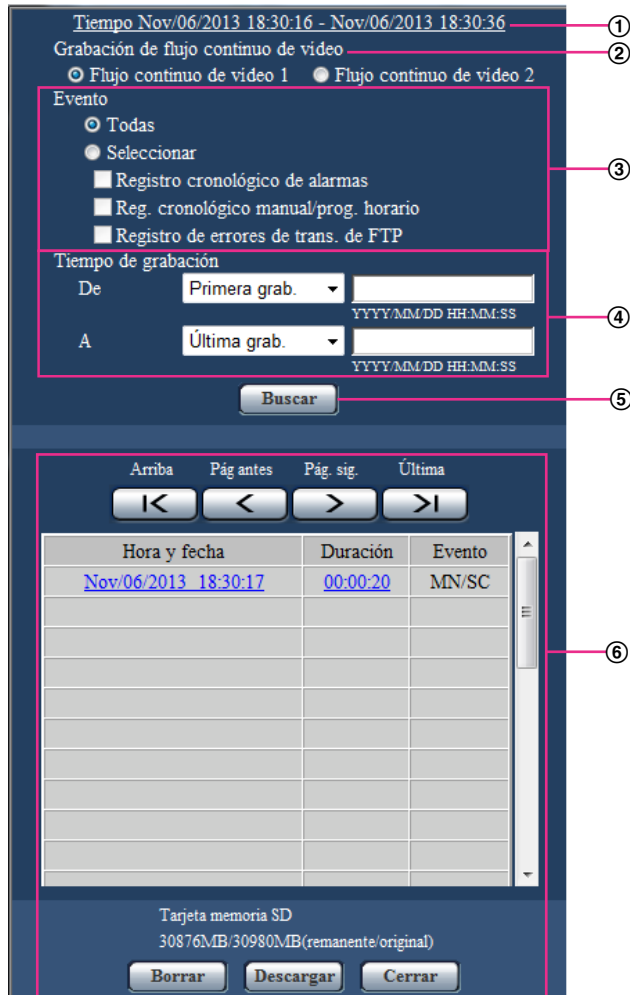 Tiempo Nov/06/2013 18:30:16 - Nov/06/2013 18:30:36 ①
Grabación de flujo continuo de video ②
Flujo continuo de video 1 Flujo continuo de video 2
Evento
Todas
Seleccionar ③
Registro cronológico de alarmas
Reg. cronológico manual/prog. horario
Registro de errores de trans. de FTP
Tiempo de grabación
De Primera grab.
YYYY/MM/DD HH:MM:SS ④
A Última grab.
YYYY/MM/DD HH:MM:SS
Buscar ⑤
Arriba Pág antes Pág. sig. Última
Hora y fecha Duración Evento
Nov/06/2013 18:30:17 00:00:20 MN/SC
⑥
Tarjeta memoria SD
30876MB/30980MB(remanente/original)
Borrar Descargar Cerrar